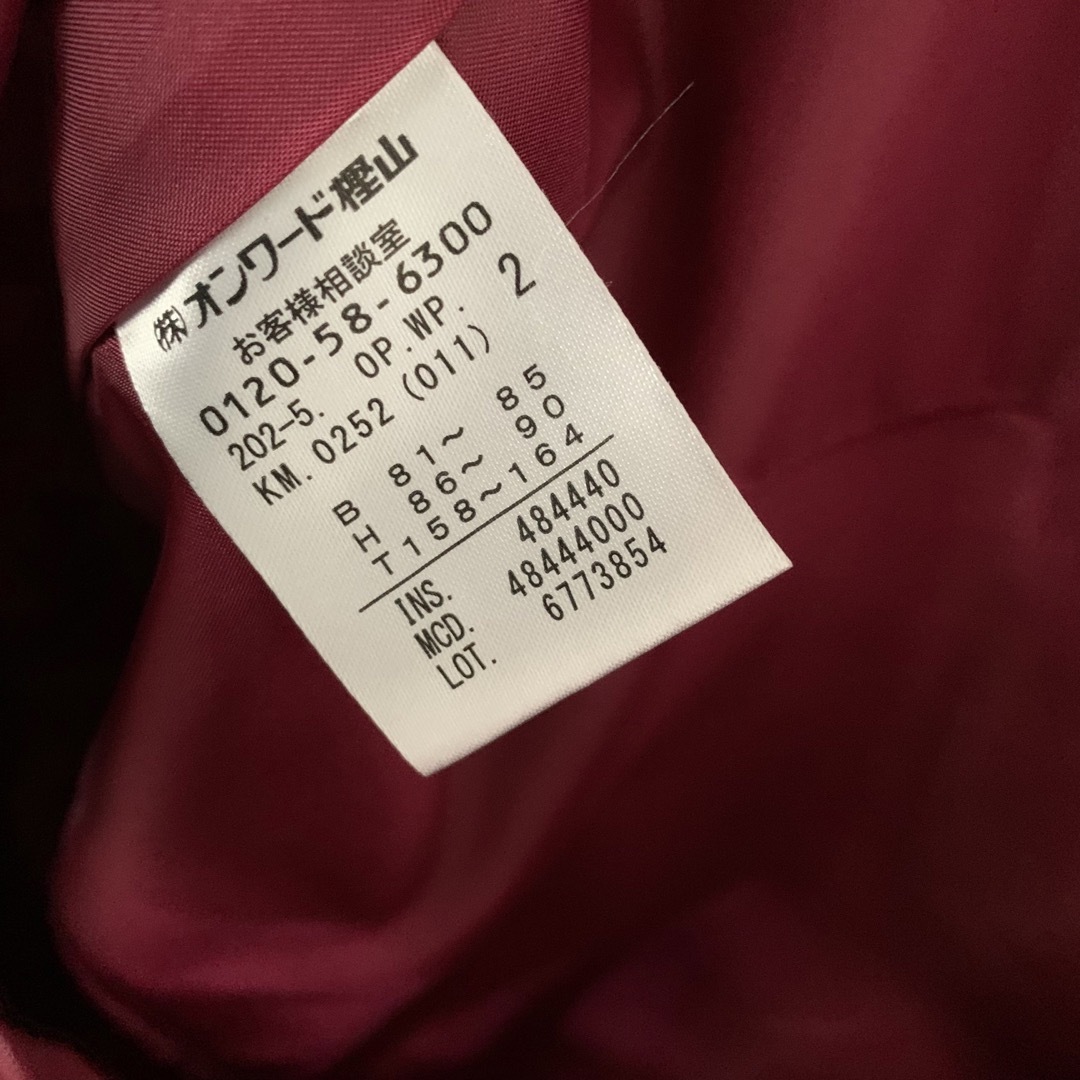 ㈱オンワード樫山
お客様相談室
0120-58-6300
202-5. OP.WP. 2
KM.0252(011)
B 81～ 85
H 86～ 90
T158～164
INS. 484440
MCD. 48444000
LOT. 6773854